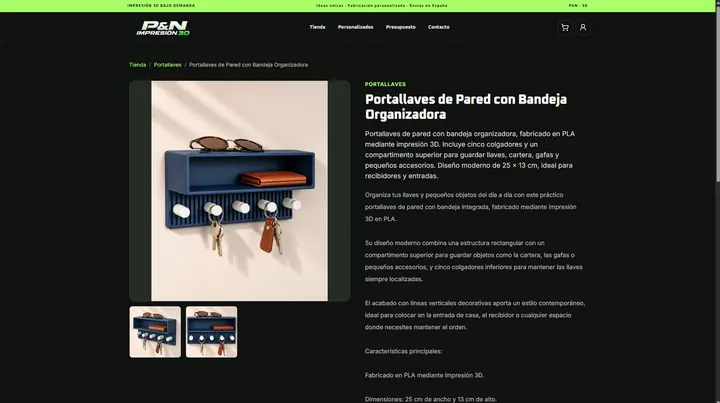 IMPRESIÓN 3D BAJO DEMANDA
Ideas únicas · Fabricación personalizada · Envíos en España
P&N · 3D
P&N
IMPRESIÓN 3D
Tienda
Personalizados
Presupuesto
Contacto
Tienda / Portallaves / Portallaves de Pared con Bandeja Organizadora
PORTALLAVES
Portallaves de Pared con Bandeja
Organizadora
Portallaves de pared con bandeja organizadora, fabricado en PLA
mediante impresión 3D. Incluye cinco colgadores y un
compartimento superior para guardar llaves, cartera, gafas y
pequeños accesorios. Diseño moderno de 25 × 13 cm, ideal para
recibidores y entradas.
Organiza tus llaves y pequeños objetos del día a día con este práctico
portallaves de pared con bandeja integrada, fabricado mediante impresión
3D en PLA.
Su diseño moderno combina una estructura rectangular con un
compartimento superior para guardar objetos como la cartera, las gafas o
pequeños accesorios, y cinco colgadores inferiores para mantener las llaves
siempre localizadas.
El acabado con líneas verticales decorativas aporta un estilo contemporáneo,
ideal para colocar en la entrada de casa, el recibidor o cualquier espacio
donde necesites mantener el orden.
Características principales:
Fabricado en PLA mediante impresión 3D.
Dimensiones: 25 cm de ancho y 13 cm de alto.